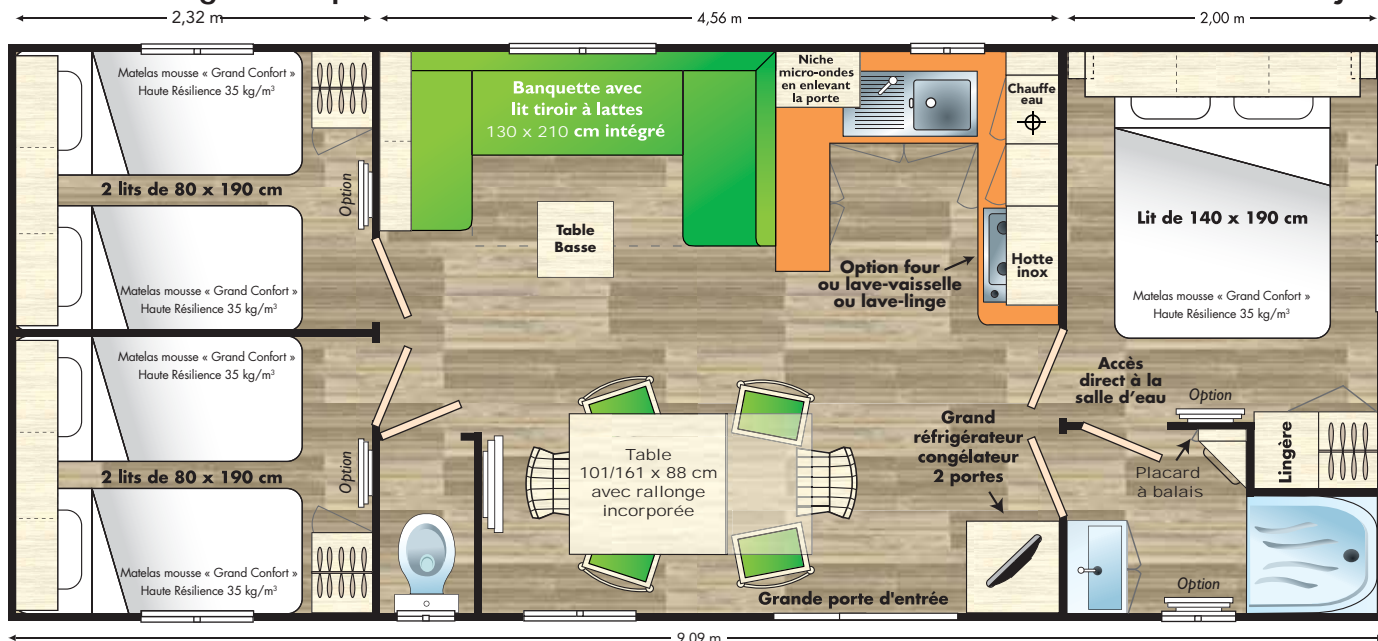 2,32 m
4,56 m
2,00 m
Matelas mousse « Grand Confort »
Haute Résilience 35 kg/m³
2 lits de 80 x 190 cm
Option
Matelas mousse « Grand Confort »
Haute Résilience 35 kg/m³
Matelas mousse « Grand Confort »
Haute Résilience 35 kg/m³
2 lits de 80 x 190 cm
Option
Matelas mousse « Grand Confort »
Haute Résilience 35 kg/m³
Banquette avec
lit tiroir à lattes
130 x 210 cm intégré
Table
Basse
Niche
micro-ondes
en enlevant
la porte
Chauffe
eau
Hotte
inox
Option four
ou lave-vaisselle
ou lave-linge
Table
101/161 x 88 cm
avec rallonge
incorporée
Grand
réfrigérateur
congélateur
2 portes
Grande porte d'entrée
Lit de 140 x 190 cm
Matelas mousse « Grand Confort »
Haute Résilience 35 kg/m³
Accès
direct à la
salle d'eau
Option
Placard
à balais
Lingère
Option
9,09 m